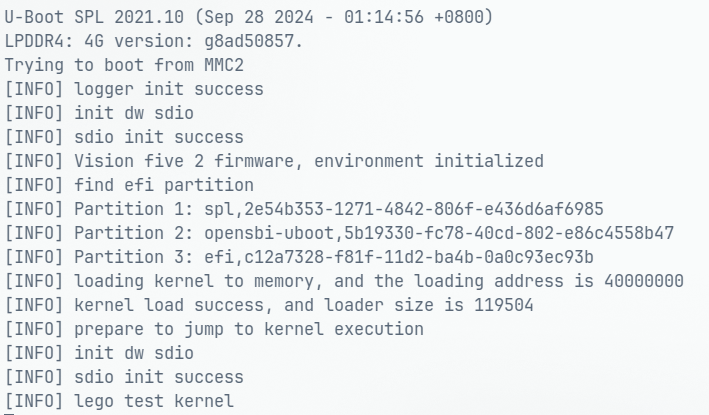 U-Boot SPL 2021.10 (Sep 28 2024 - 01:14:56 +0800)
LPDDR4: 4G version: g8ad50857.
Trying to boot from MMC2
[INFO] logger init success
[INFO] init dw sdio
[INFO] sdio init success
[INFO] Vision five 2 firmware, environment initialized
[INFO] find efi partition
[INFO] Partition 1: spl,2e54b353-1271-4842-806f-e436d6af6985
[INFO] Partition 2: opensbi-uboot,5b19330-fc78-40cd-802-e86c4558b47
[INFO] Partition 3: efi,c12a7328-f81f-11d2-ba4b-0a0c93ec93b
[INFO] loading kernel to memory, and the loading address is 40000000
[INFO] kernel load success, and loader size is 119504
[INFO] prepare to jump to kernel execution
[INFO] init dw sdio
[INFO] sdio init success
[INFO] lego test kernel